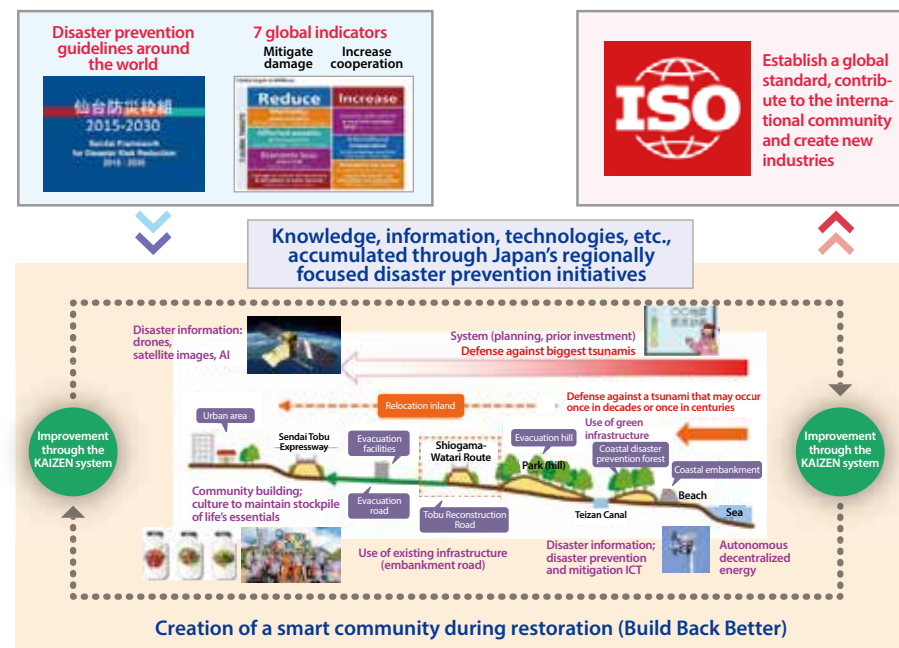 Disaster prevention
guidelines around
the world
仙台防災枠組
2015-2030
Sendai Framework
for Disaster Risk Reduction
2015 - 2030
7 global indicators
Mitigate
damage
Increase
cooperation
Reduce
Increase
ISO
Establish a global
standard, contrib-
ute to the interna-
tional community
and create new
industries
Knowledge, information, technologies, etc.,
accumulated through Japan's regionally
focused disaster prevention initiatives
Disaster information:
drones,
satellite images, AI
System (planning, prior investment)
Defense against biggest tsunamis
Improvement
through the
KAIZEN system
Relocation inland
Defense against a tsunami that may occur
once in decades or once in centuries
Urban area
Sendai Tobu
Expressway
Evacuation
facilities
Shiogama-
Watari Route
Evacuation hill
Park (hill)
Use of green
infrastructure
Coastal disaster
prevention forest
Coastal embankment
Beach
Sea
Improvement
through the
KAIZEN system
Community building;
culture to maintain stockpile
of life's essentials
Evacuation
road
Tobu Reconstruction
Road
Teizan Canal
Use of existing infrastructure
(embankment road)
Disaster information;
disaster prevention
and mitigation ICT
Autonomous
decentralized
energy
Creation of a smart community during restoration (Build Back Better)